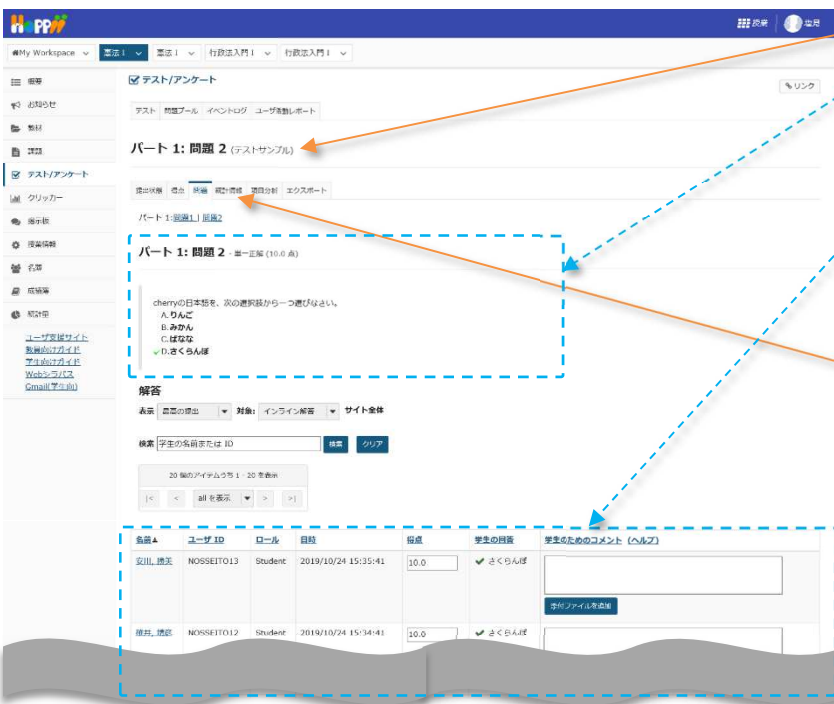 HoPPii
授業
塩見
My Workspace
憲法Ⅰ
憲法Ⅰ
行政法入門Ⅰ
行政法入門Ⅰ
概要
お知らせ
教材
課題
テスト/アンケート
クリッカー
掲示板
授業情報
名簿
成績簿
統計量
ユーザ支援サイト
教員向けガイド
学生向けガイド
Webシラバス
Gmail(学生向)
テスト/アンケート
リンク
テスト 問題プール イベントログ ユーザ活動レポート
パート 1: 問題 2 (テストサンプル)
提出状況 得点 問題 統計情報 項目分析 エクスポート
パート 1:問題1 | 問題2
パート 1: 問題 2 - 単一正解 (10.0 点)
cherryの日本語を、次の選択肢から一つ選びなさい。
A.りんご
B.みかん
C.ばなな
D.さくらんぼ
解答
表示 最高の提出 対象: インライン解答 サイト全体
検索 学生の名前または ID 検索 クリア
20 個のアイテムうち 1 - 20 を表示
|< < all を表示 > >|
名前 ユーザ ID ロール 日時 得点 学生の回答 学生のためのコメント (ヘルプ)
安川, 勝美 NOSSEITO13 Student 2019/10/24 15:35:41 10.0 さくらんぼ
添付ファイルを追加
NOSSEITO12 Student 2019/10/24 15:34:41 10.0 さくらんぼ